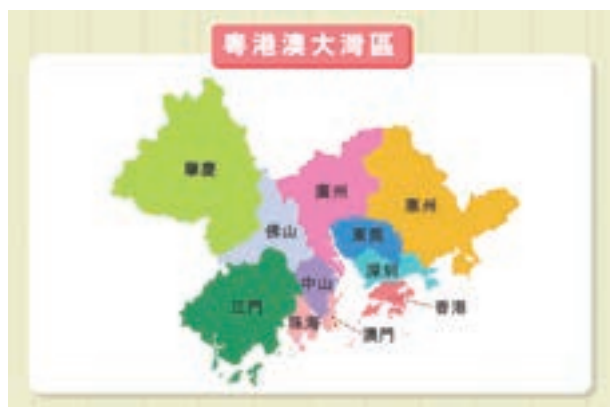 粵港澳大灣區
肇慶
廣州
惠州
佛山
東莞
深圳
中山
江門
香港
珠海
澳門